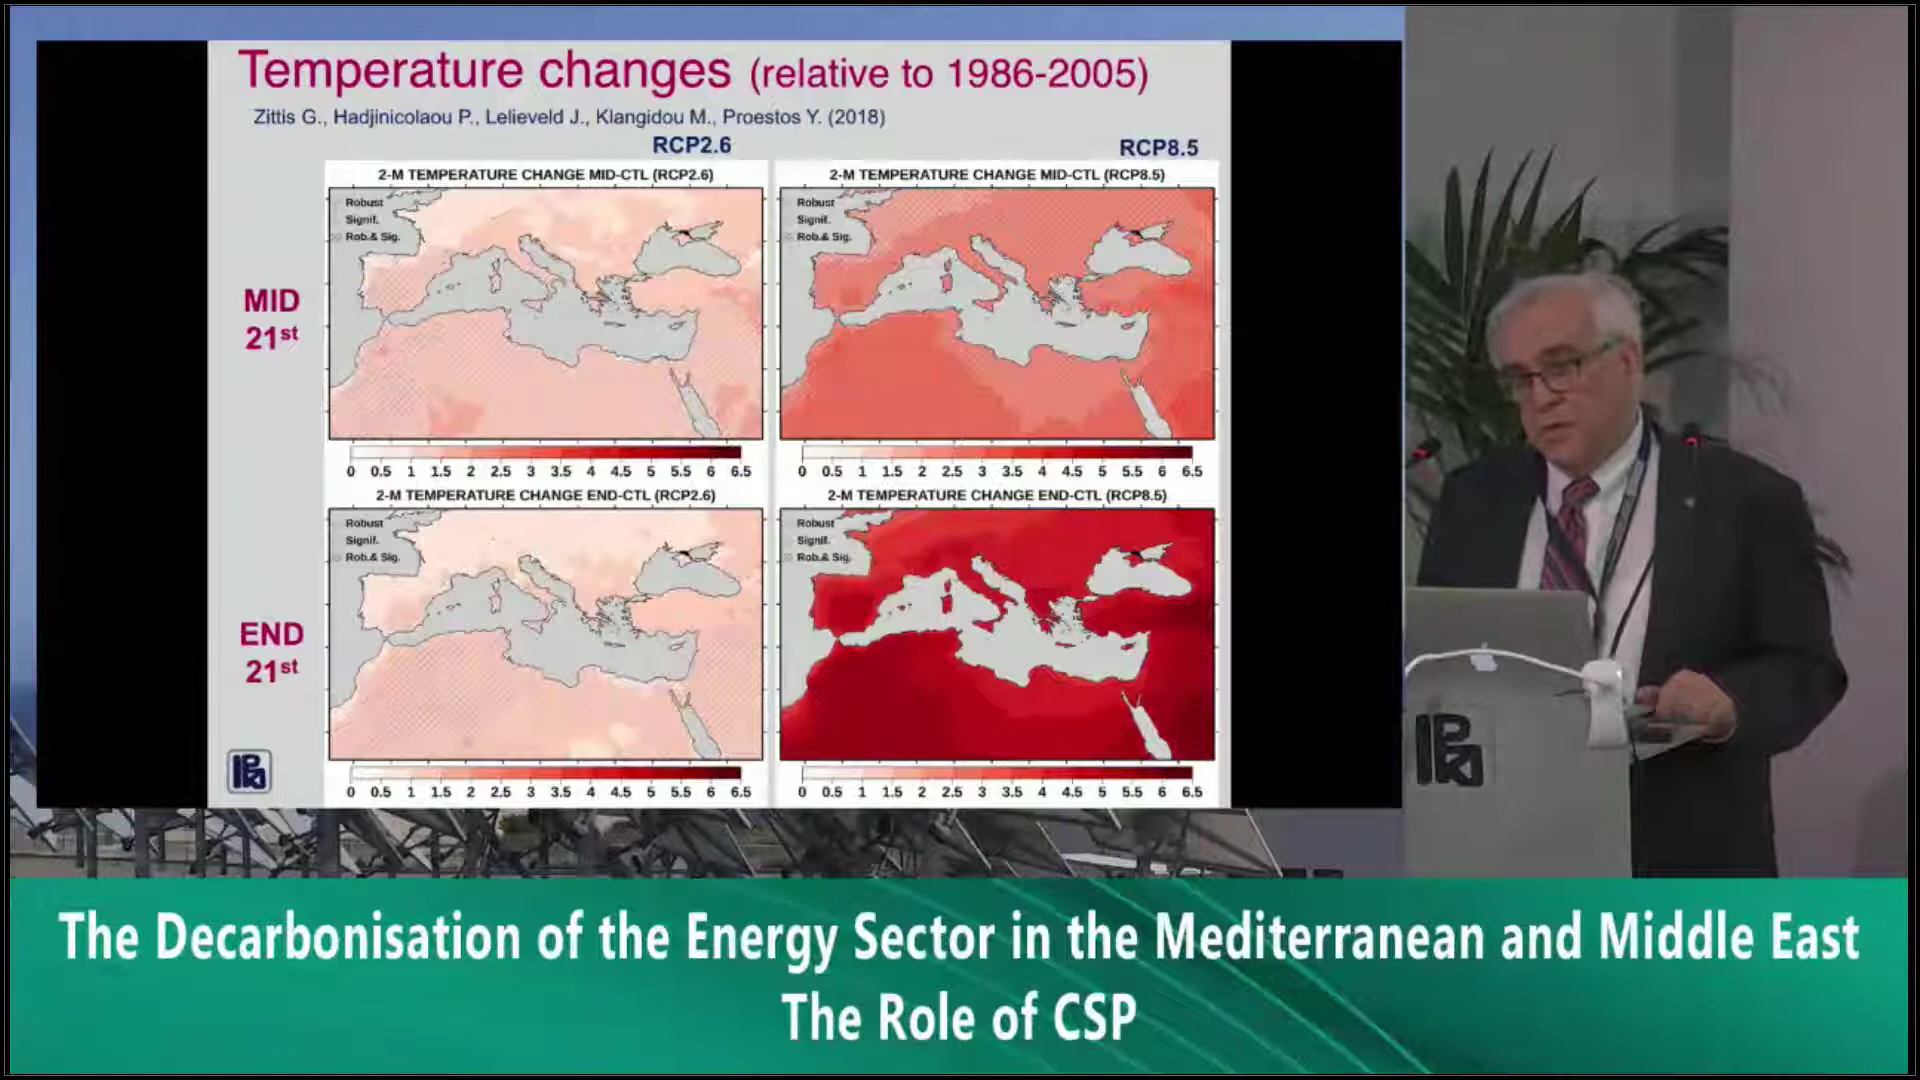 Temperature changes (relative to 1986-2005)
Zittis G., Hadjinicolaou P., Lelieveld J., Klangidou M., Proestos Y. (2018)
RCP2.6
RCP8.5
2-M TEMPERATURE CHANGE MID-CTL (RCP2.6)
Robust
Signif.
Rob.& Sig.
0 0.5 1 1.5 2 2.5 3 3.5 4 4.5 5 5.5 6 6.5
2-M TEMPERATURE CHANGE MID-CTL (RCP8.5)
Robust
Signif.
Rob.& Sig.
0 0.5 1 1.5 2 2.5 3 3.5 4 4.5 5 5.5 6 6.5
MID
21st
2-M TEMPERATURE CHANGE END-CTL (RCP2.6)
Robust
Signif.
Rob.& Sig.
0 0.5 1 1.5 2 2.5 3 3.5 4 4.5 5 5.5 6 6.5
2-M TEMPERATURE CHANGE END-CTL (RCP8.5)
Robust
Signif.
Rob.& Sig.
0 0.5 1 1.5 2 2.5 3 3.5 4 4.5 5 5.5 6 6.5
END
21st
The Decarbonisation of the Energy Sector in the Mediterranean and Middle East
The Role of CSP